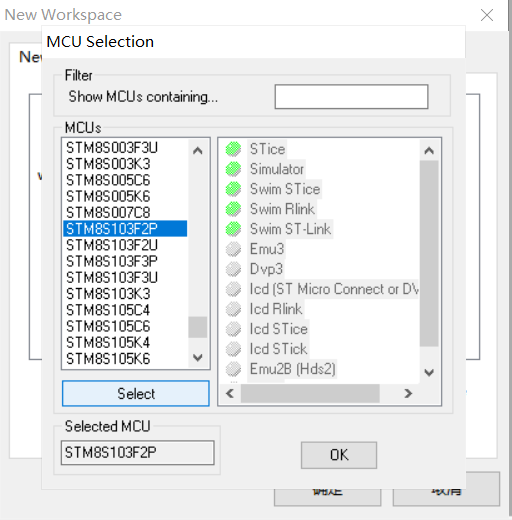 New Workspace
MCU Selection
Filter
Show MCUs containing...
MCUs
STM8S003F3U
STM8S003K3
STM8S005C6
STM8S005K6
STM8S007C8
STM8S103F2P
STM8S103F2U
STM8S103F3P
STM8S103F3U
STM8S103K3
STM8S105C4
STM8S105C6
STM8S105K4
STM8S105K6
STice
Simulator
Swim STice
Swim Rlink
Swim ST-Link
Emu3
Dvp3
Icd (ST Micro Connect or DV
Icd Rlink
Icd STice
Icd STick
Emu2B (Hds2)
Select
Selected MCU
STM8S103F2P
OK
确定
取消